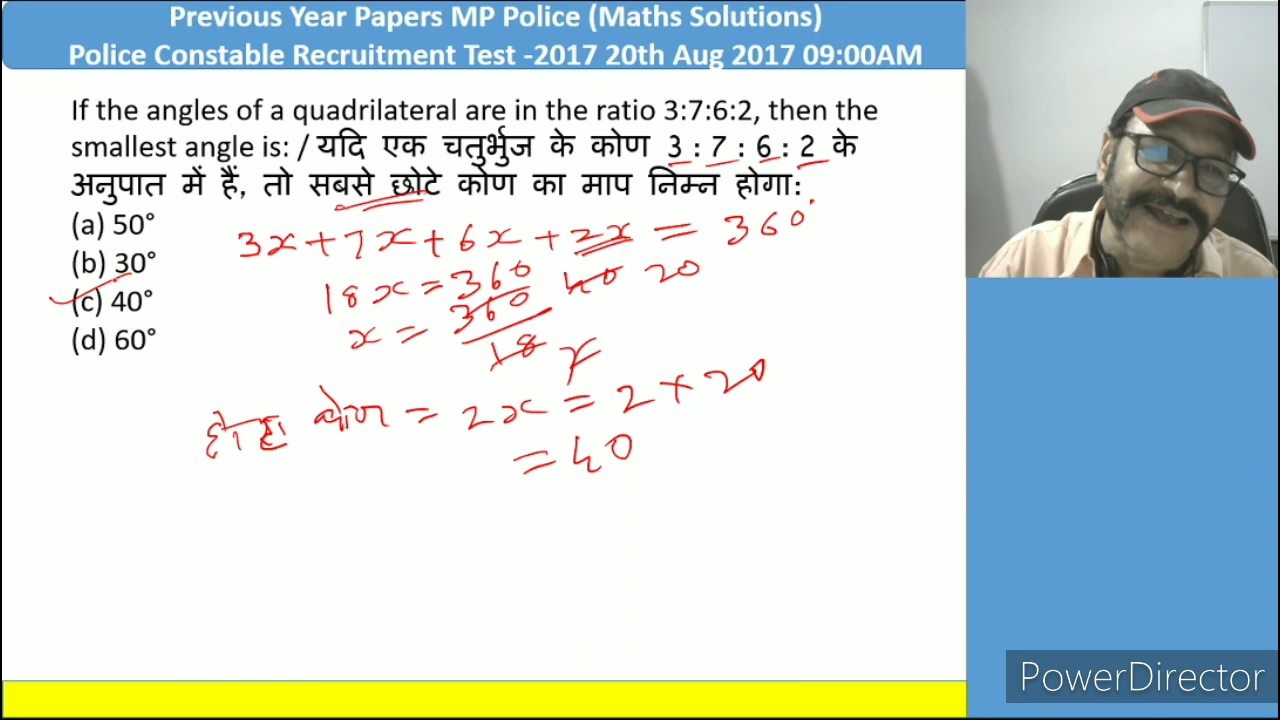 Previous Year Papers MP Police (Maths Solutions)
Police Constable Recruitment Test -2017 20th Aug 2017 09:00AM
If the angles of a quadrilateral are in the ratio 3:7:6:2, then the
smallest angle is: / यदि एक चतुर्भुज के कोण 3 : 7 : 6 : 2 के
अनुपात में हैं, तो सबसे छोटे कोण का माप निम्न होगा:
(a) 50°
3x + 7x + 6x + 2x = 360°
(b) 30°
18x = 360
40 20
(c) 40°
x = 360
18
(d) 60°
कोण = 2x = 2 × 20
= 40
PowerDirector